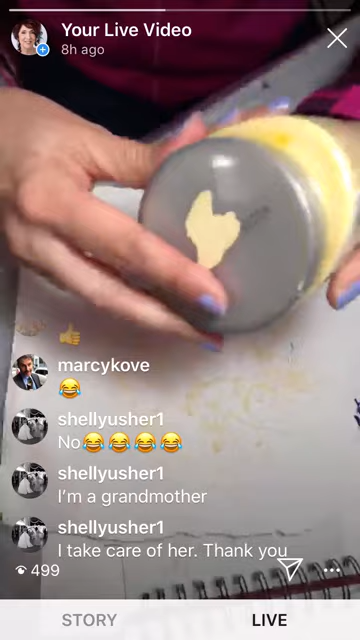 Your Live Video
8h ago
👍
marcykove
😂
shellyusher1
No😂😂😂😂
shellyusher1
I'm a grandmother
shellyusher1
I take care of her. Thank you
499
STORY LIVE